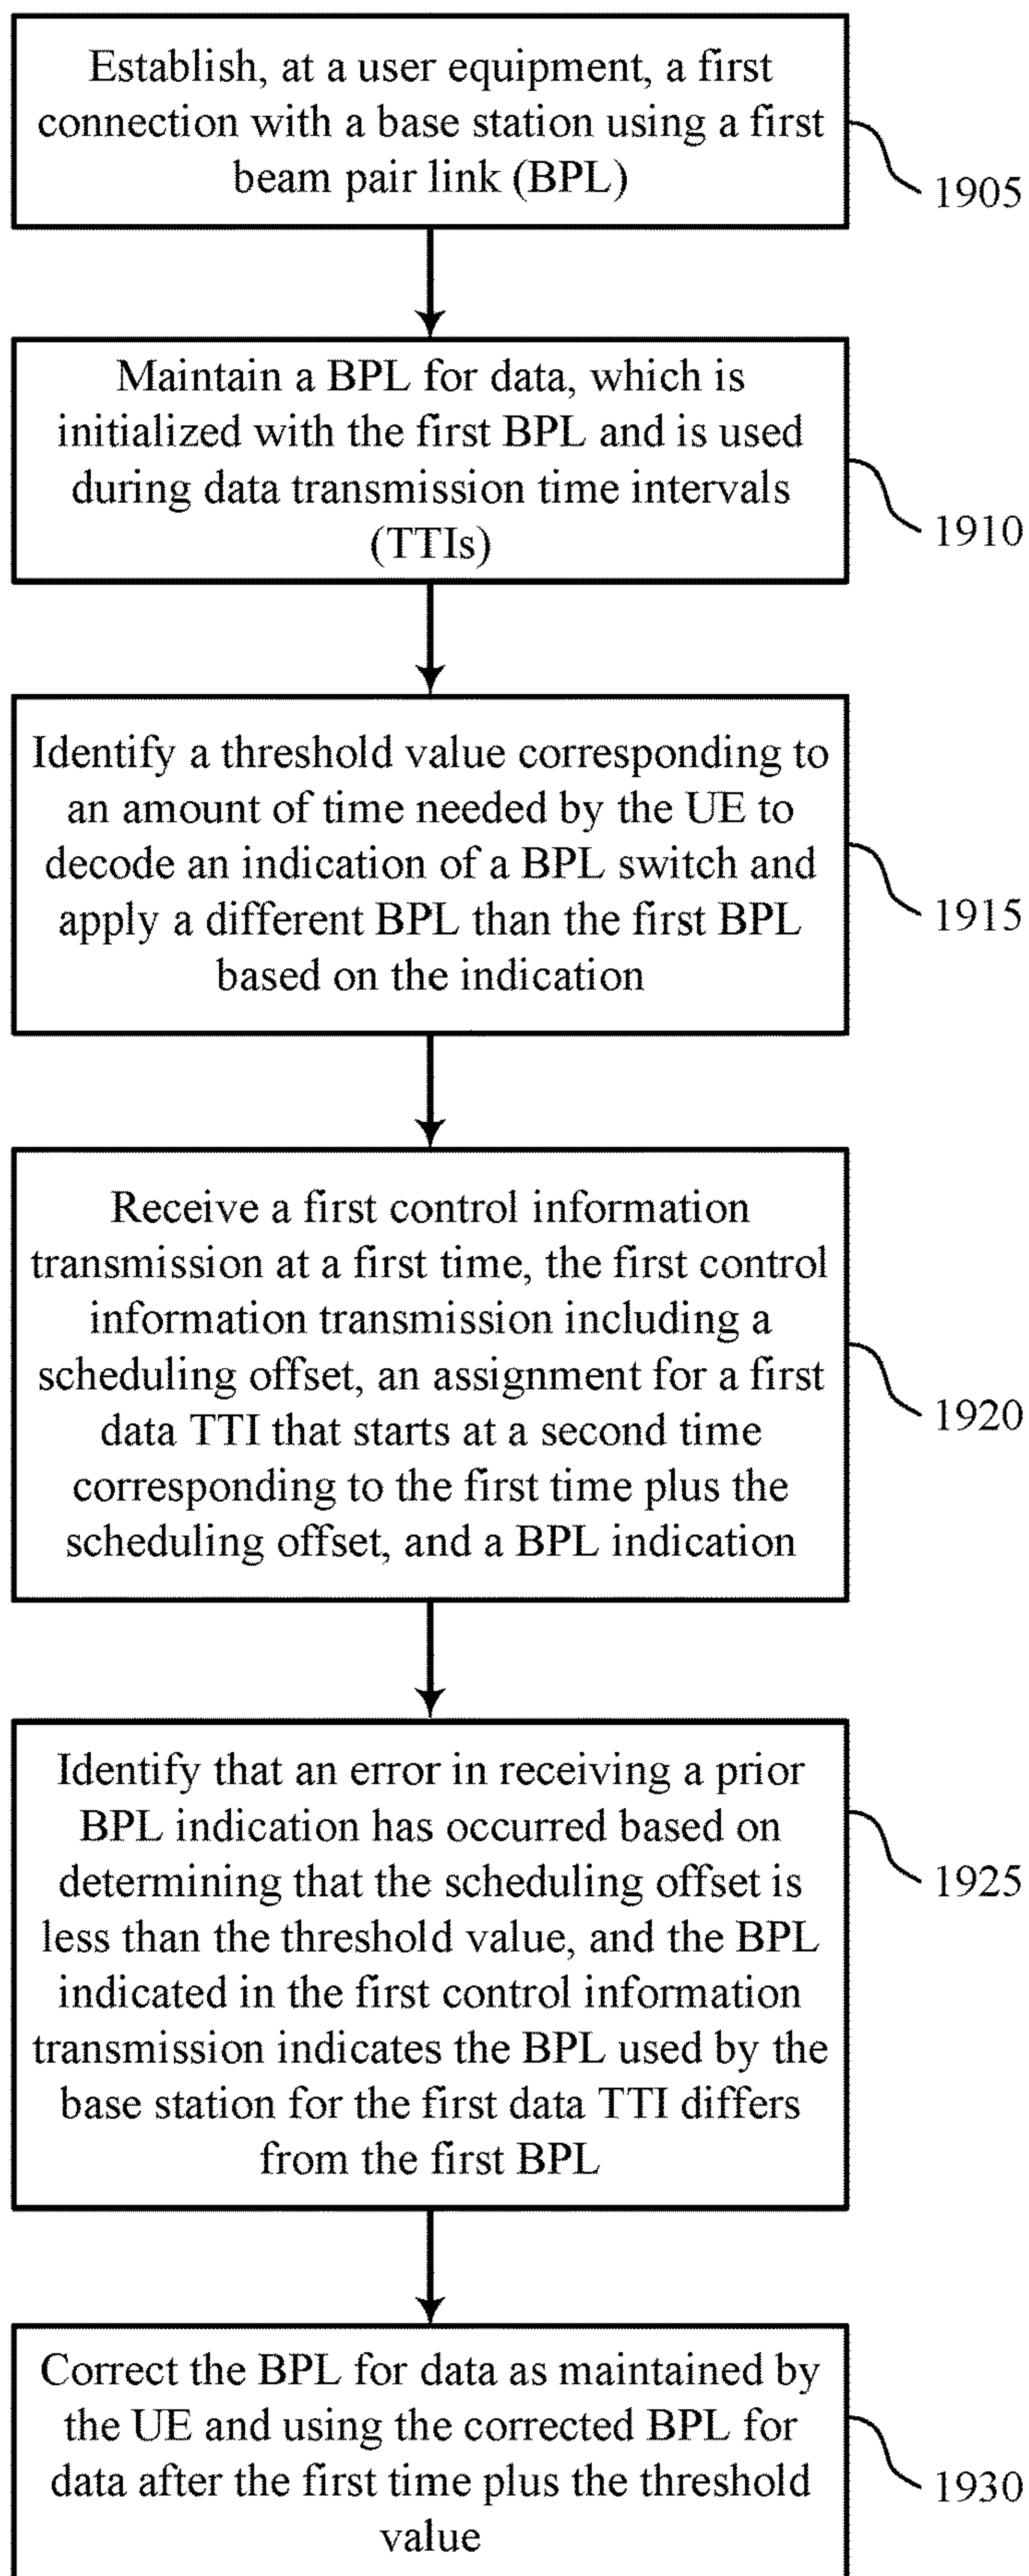 Establish, at a user equipment, a first
connection with a base station using a first
beam pair link (BPL)
1905
Maintain a BPL for data, which is
initialized with the first BPL and is used
during data transmission time intervals
(TTIs)
1910
Identify a threshold value corresponding to
an amount of time needed by the UE to
decode an indication of a BPL switch and
apply a different BPL than the first BPL
based on the indication
1915
Receive a first control information
transmission at a first time, the first control
information transmission including a
scheduling offset, an assignment for a first
data TTI that starts at a second time
corresponding to the first time plus the
scheduling offset, and a BPL indication
1920
Identify that an error in receiving a prior
BPL indication has occurred based on
determining that the scheduling offset is
less than the threshold value, and the BPL
indicated in the first control information
transmission indicates the BPL used by the
base station for the first data TTI differs
from the first BPL
1925
Correct the BPL for data as maintained by
the UE and using the corrected BPL for
data after the first time plus the threshold
value
1930